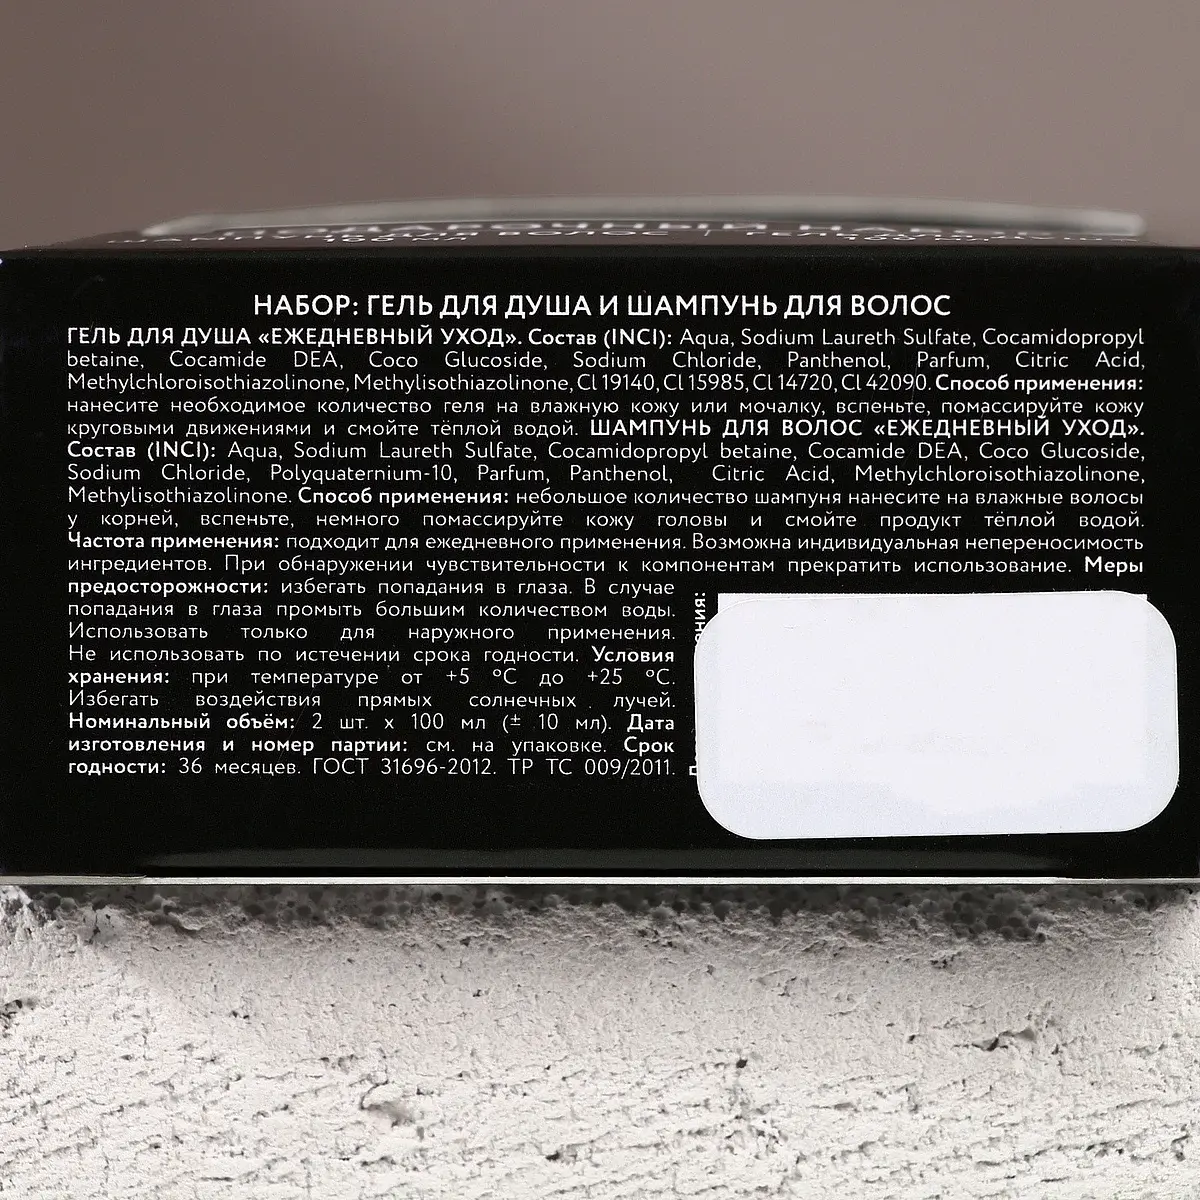 ШАМПУНЬ ДЛЯ ВОЛОС
100 МЛ
НАБОР: ГЕЛЬ ДЛЯ ДУША И ШАМПУНЬ ДЛЯ ВОЛОС
ГЕЛЬ ДЛЯ ДУША «ЕЖЕДНЕВНЫЙ УХОД». Состав (INCI): Aqua, Sodium Laureth Sulfate, Cocamidopropyl
betaine, Cocamide DEA, Coco Glucoside, Sodium Chloride, Panthenol, Parfum, Citric Acid,
Methylchloroisothiazolinone, Methylisothiazolinone, Cl 19140, Cl 15985, Cl 14720, Cl 42090. Способ применения:
нанесите необходимое количество геля на влажную кожу или мочалку, вспеньте, помассируйте кожу
круговыми движениями и смойте тёплой водой. ШАМПУНЬ ДЛЯ ВОЛОС «ЕЖЕДНЕВНЫЙ УХОД».
Состав (INCI): Aqua, Sodium Laureth Sulfate, Cocamidopropyl betaine, Cocamide DEA, Coco Glucoside,
Sodium Chloride, Polyquaternium-10, Parfum, Panthenol, Citric Acid, Methylchloroisothiazolinone,
Methylisothiazolinone. Способ применения: небольшое количество шампуня нанесите на влажные волосы
у корней, вспеньте, немного помассируйте кожу головы и смойте продукт тёплой водой.
Частота применения: подходит для ежедневного применения. Возможна индивидуальная непереносимость
ингредиентов. При обнаружении чувствительности к компонентам прекратить использование. Меры
предосторожности: избегать попадания в глаза. В случае
попадания в глаза промыть большим количеством воды.
Использовать только для наружного применения.
Не использовать по истечении срока годности. Условия
хранения: при температуре от +5 °C до +25 °C.
Избегать воздействия прямых солнечных лучей.
Номинальный объём: 2 шт. х 100 мл (± 10 мл). Дата
изготовления и номер партии: см. на упаковке. Срок
годности: 36 месяцев. ГОСТ 31696-2012. ТР ТС 009/2011.